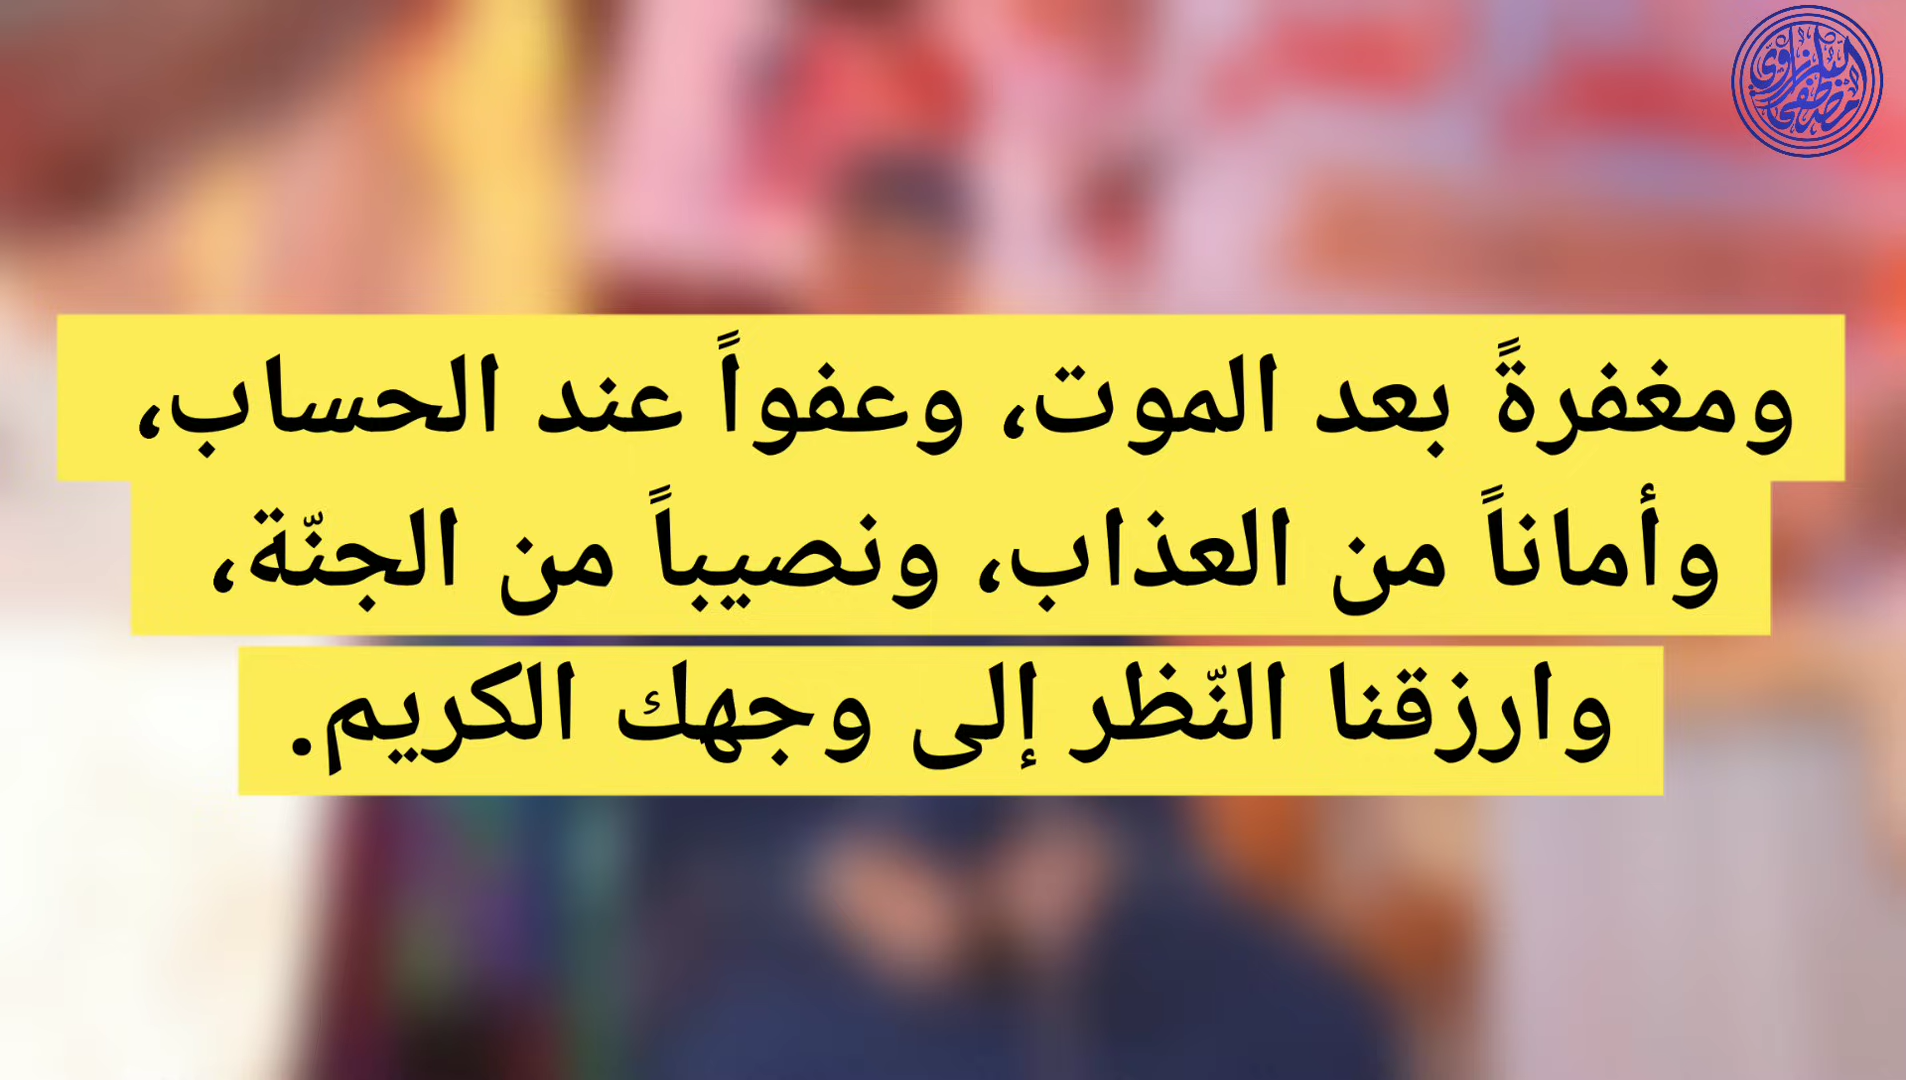 ومغفرةً بعد الموت، وعفواً عند الحساب،
وأماناً من العذاب، ونصيباً من الجنّة،
وارزقنا النّظر إلى وجهك الكريم.